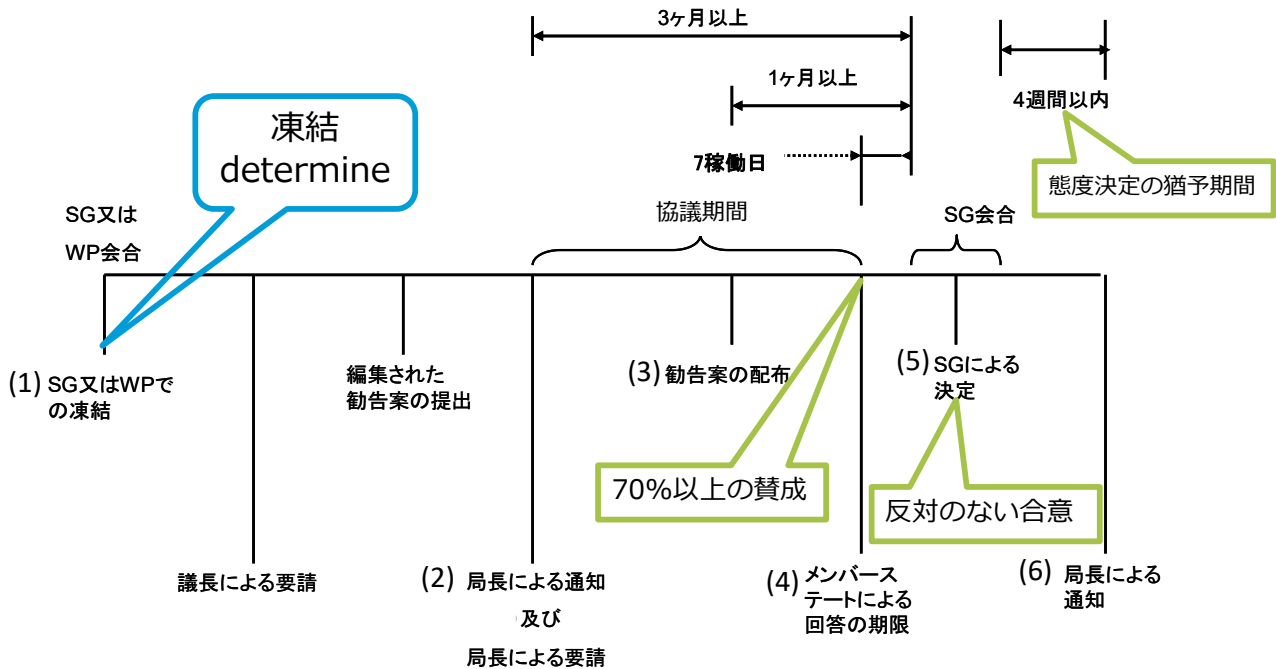 3ヶ月以上
1ヶ月以上
4週間以内
凍結
determine
7稼働日
態度決定の猶予期間
SG又は
WP会合
協議期間
SG会合
(1) SG又はWPで
の凍結
編集された
勧告案の提出
(3) 勧告案の配布
(5) SGによる
決定
70%以上の賛成
反対のない合意
議長による要請
(2) 局長による通知
及び
局長による要請
(4) メンバース
テートによる
回答の期限
(6) 局長による
通知